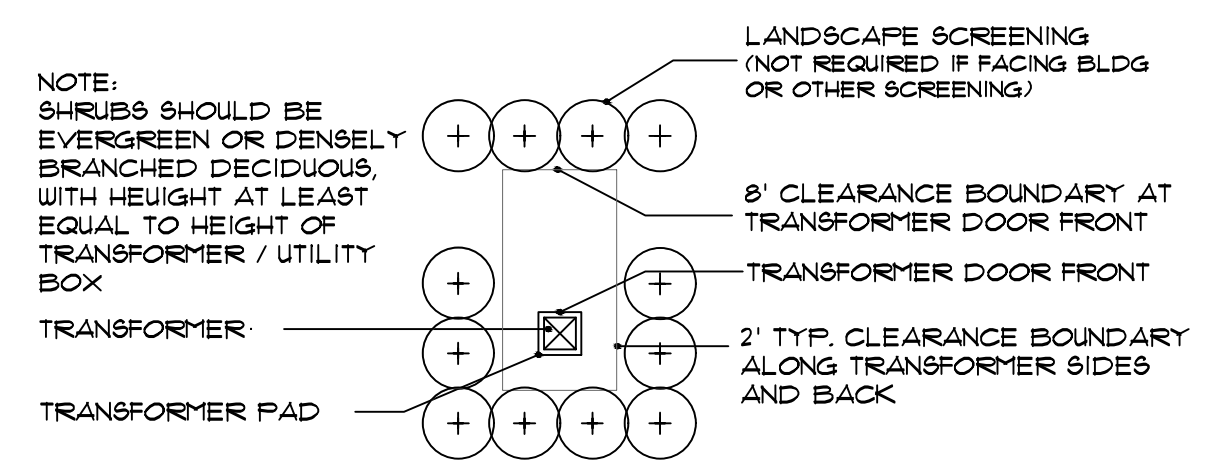 NOTE:
SHRUBS SHOULD BE
EVERGREEN OR DENSELY
BRANCHED DECIDUOUS,
WITH HEUIGHT AT LEAST
EQUAL TO HEIGHT OF
TRANSFORMER / UTILITY
BOX
TRANSFORMER
TRANSFORMER PAD
LANDSCAPE SCREENING
(NOT REQUIRED IF FACING BLDG
OR OTHER SCREENING)
8' CLEARANCE BOUNDARY AT
TRANSFORMER DOOR FRONT
TRANSFORMER DOOR FRONT
2' TYP. CLEARANCE BOUNDARY
ALONG TRANSFORMER SIDES
AND BACK